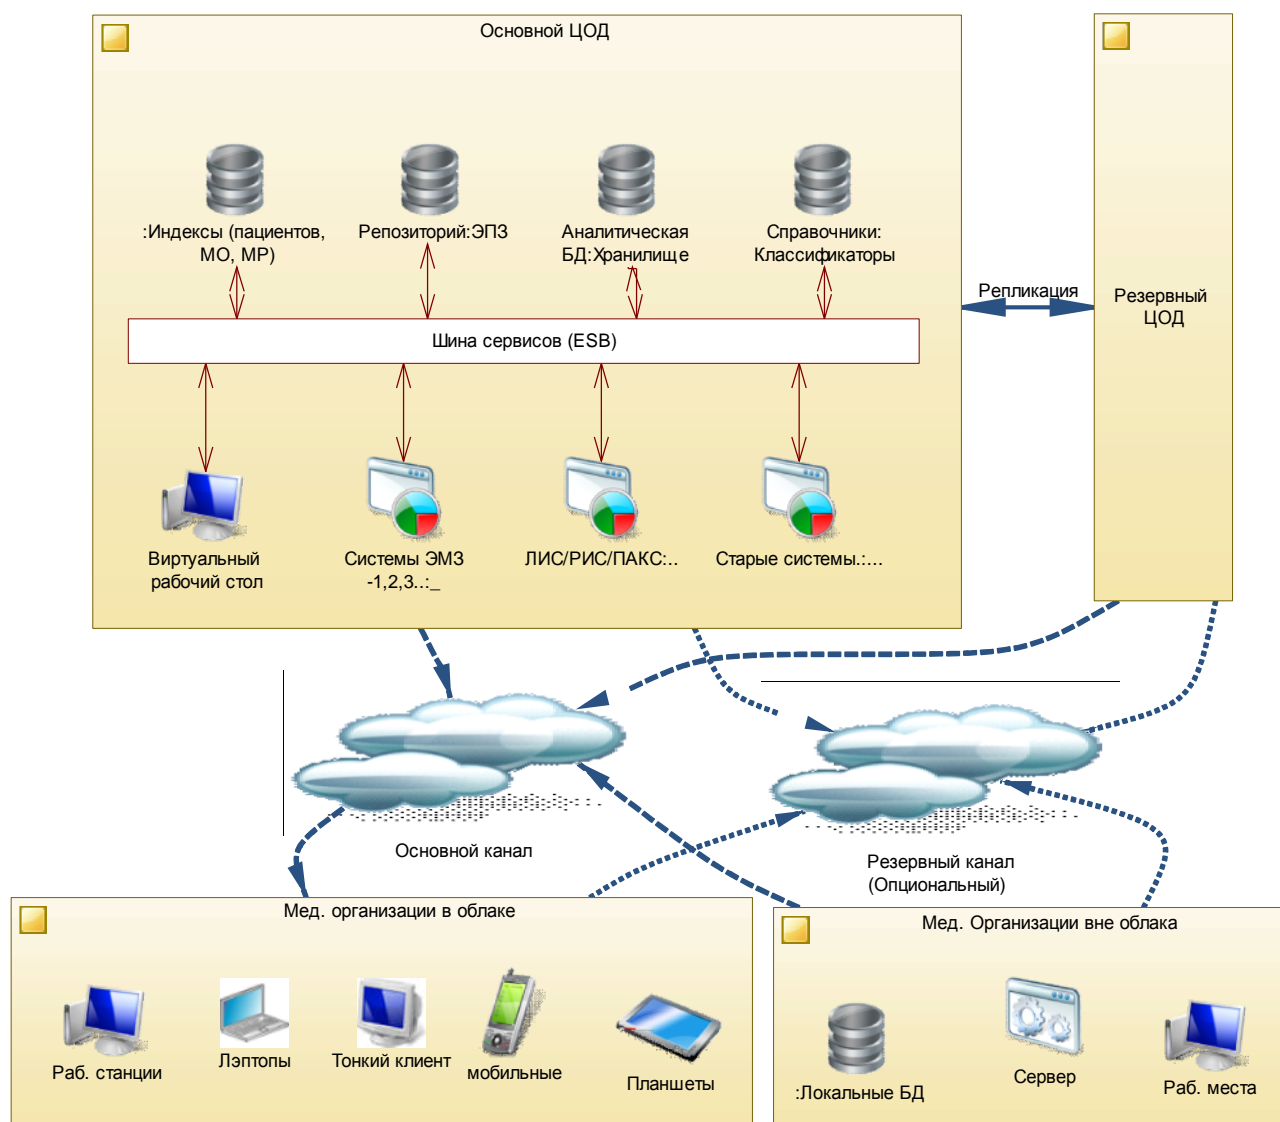 Основной ЦОД
:Индексы (пациентов,
МО, МР)
Репозиторий:ЭПЗ
Аналитическая
БД:Хранилище
Справочники:
Классификаторы
Репликация
Резервный
ЦОД
Шина сервисов (ESB)
Виртуальный
рабочий стол
Системы ЭМЗ
-1,2,3..:_
ЛИС/РИС/ПАКС:..
Старые системы.:...
Основной канал
Резервный канал
(Опциональный)
Мед. организации в облаке
Раб. станции
Лэптопы
Тонкий клиент
мобильные
Планшеты
Мед. Организации вне облака
:Локальные БД
Сервер
Раб. места